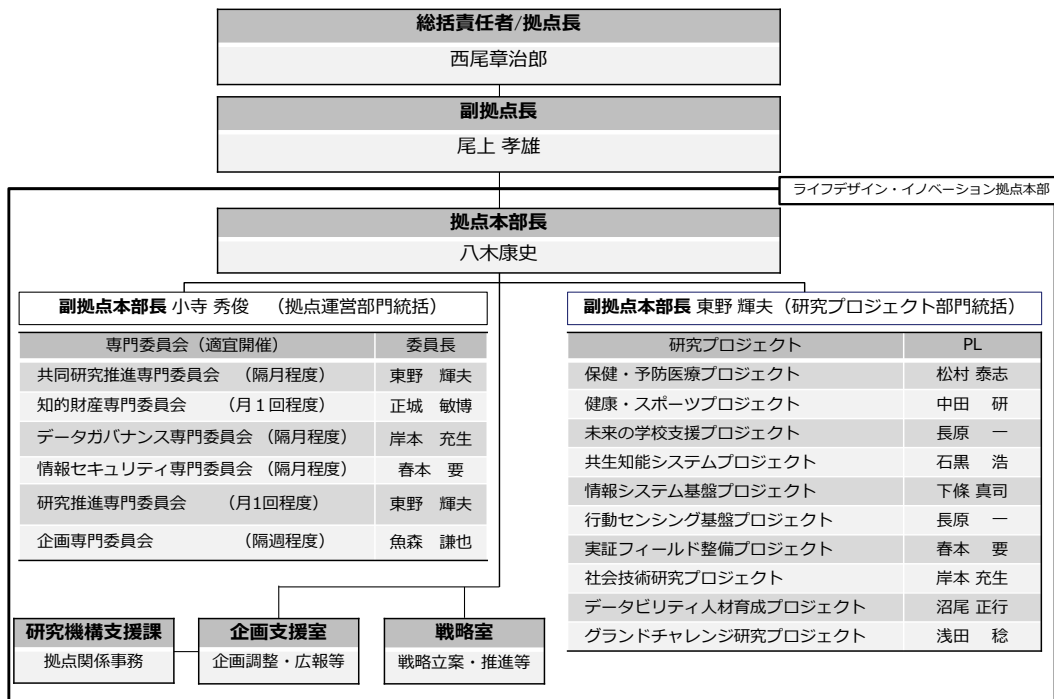 総括責任者/拠点長
西尾章治郎
副拠点長
尾上 孝雄
ライフデザイン・イノベーション拠点本部
拠点本部長
八木康史
副拠点本部長 小寺 秀俊 （拠点運営部門統括）
専門委員会（適宜開催） 委員長
共同研究推進専門委員会 （隔月程度） 東野 輝夫
知的財産専門委員会 （月１回程度） 正城 敏博
データガバナンス専門委員会 （隔月程度） 岸本 充生
情報セキュリティ専門委員会 （隔月程度） 春本 要
研究推進専門委員会 （月1回程度） 東野 輝夫
企画専門委員会 （隔週程度） 魚森 謙也
副拠点本部長 東野 輝夫（研究プロジェクト部門統括）
研究プロジェクト PL
保健・予防医療プロジェクト 松村 泰志
健康・スポーツプロジェクト 中田 研
未来の学校支援プロジェクト 長原 一
共生知能システムプロジェクト 石黒 浩
情報システム基盤プロジェクト 下條 真司
行動センシング基盤プロジェクト 長原 一
実証フィールド整備プロジェクト 春本 要
社会技術研究プロジェクト 岸本 充生
データビリティ人材育成プロジェクト 沼尾 正行
グランドチャレンジ研究プロジェクト 浅田 稔
研究機構支援課
拠点関係事務
企画支援室
企画調整・広報等
戦略室
戦略立案・推進等